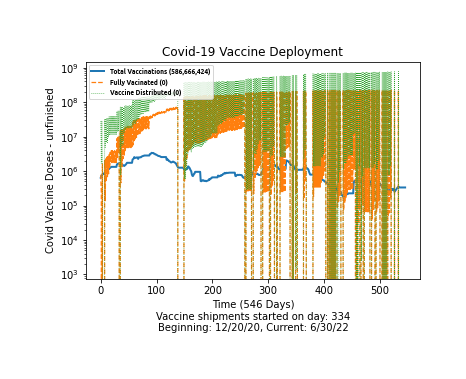 Covid-19 Vaccine Deployment
Total Vaccinations (586,666,424)
Fully Vacinated (0)
Vaccine Distributed (0)
10⁹
10⁸
10⁷
10⁶
10⁵
10⁴
10³
Covid Vaccine Doses - unfinished
0 100 200 300 400 500
Time (546 Days)
Vaccine shipments started on day: 334
Beginning: 12/20/20, Current: 6/30/22